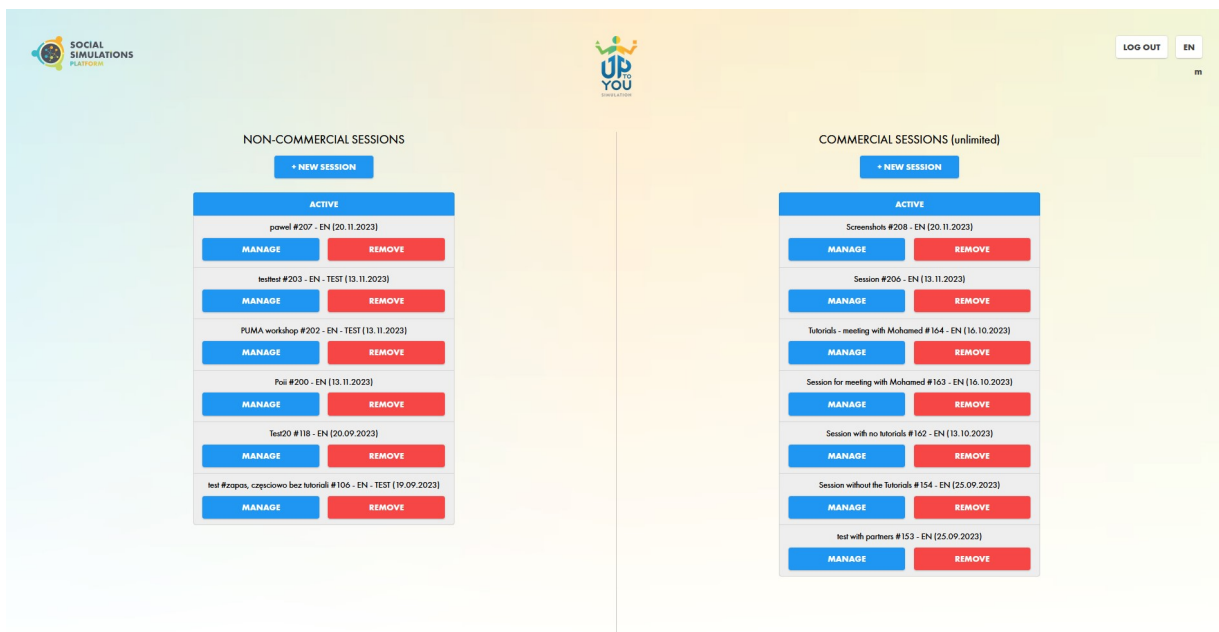 SOCIAL
SIMULATIONS
PLATFORM
UP
TO
YOU
SIMULATION
LOG OUT
EN
m
NON-COMMERCIAL SESSIONS
+ NEW SESSION
ACTIVE
pawel #207 - EN (20.11.2023)
MANAGE REMOVE
testtest #203 - EN - TEST (13.11.2023)
MANAGE REMOVE
PUMA workshop #202 - EN - TEST (13.11.2023)
MANAGE REMOVE
Poii #200 - EN (13.11.2023)
MANAGE REMOVE
Test20 #118 - EN (20.09.2023)
MANAGE REMOVE
test #zapas, częsciowo bez tutoriali #106 - EN - TEST (19.09.2023)
MANAGE REMOVE
COMMERCIAL SESSIONS (unlimited)
+ NEW SESSION
ACTIVE
Screenshots #208 - EN (20.11.2023)
MANAGE REMOVE
Session #206 - EN (13.11.2023)
MANAGE REMOVE
Tutorials - meeting with Mohamed #164 - EN (16.10.2023)
MANAGE REMOVE
Session for meeting with Mohamed #163 - EN (16.10.2023)
MANAGE REMOVE
Session with no tutorials #162 - EN (13.10.2023)
MANAGE REMOVE
Session without the Tutorials #154 - EN (25.09.2023)
MANAGE REMOVE
test with partners #153 - EN (25.09.2023)
MANAGE REMOVE